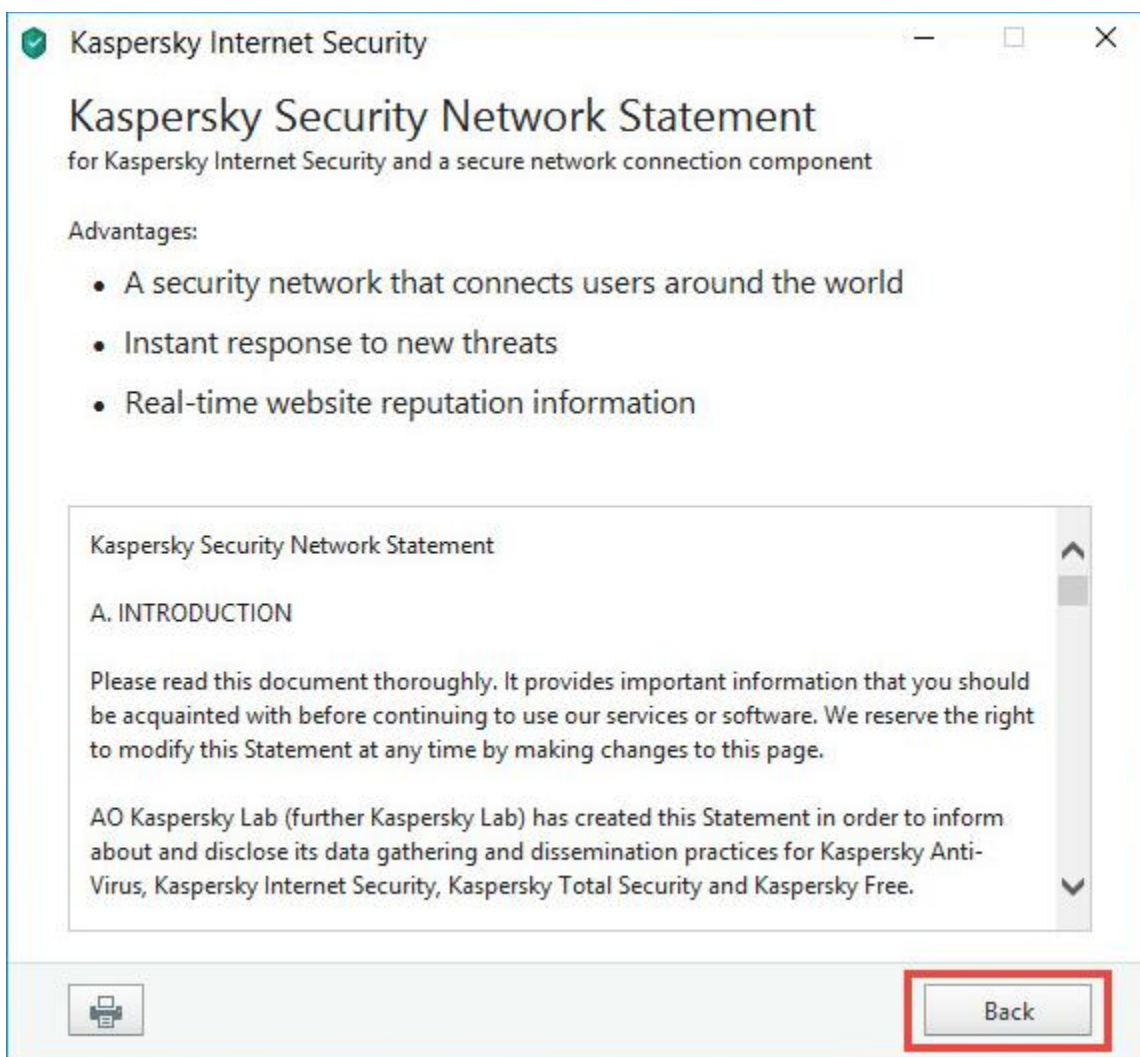 Kaspersky Internet Security
Kaspersky Security Network Statement
for Kaspersky Internet Security and a secure network connection component
Advantages:
• A security network that connects users around the world
• Instant response to new threats
• Real-time website reputation information
Kaspersky Security Network Statement
A. INTRODUCTION
Please read this document thoroughly. It provides important information that you should
be acquainted with before continuing to use our services or software. We reserve the right
to modify this Statement at any time by making changes to this page.
AO Kaspersky Lab (further Kaspersky Lab) has created this Statement in order to inform
about and disclose its data gathering and dissemination practices for Kaspersky Anti-
Virus, Kaspersky Internet Security, Kaspersky Total Security and Kaspersky Free.
Back